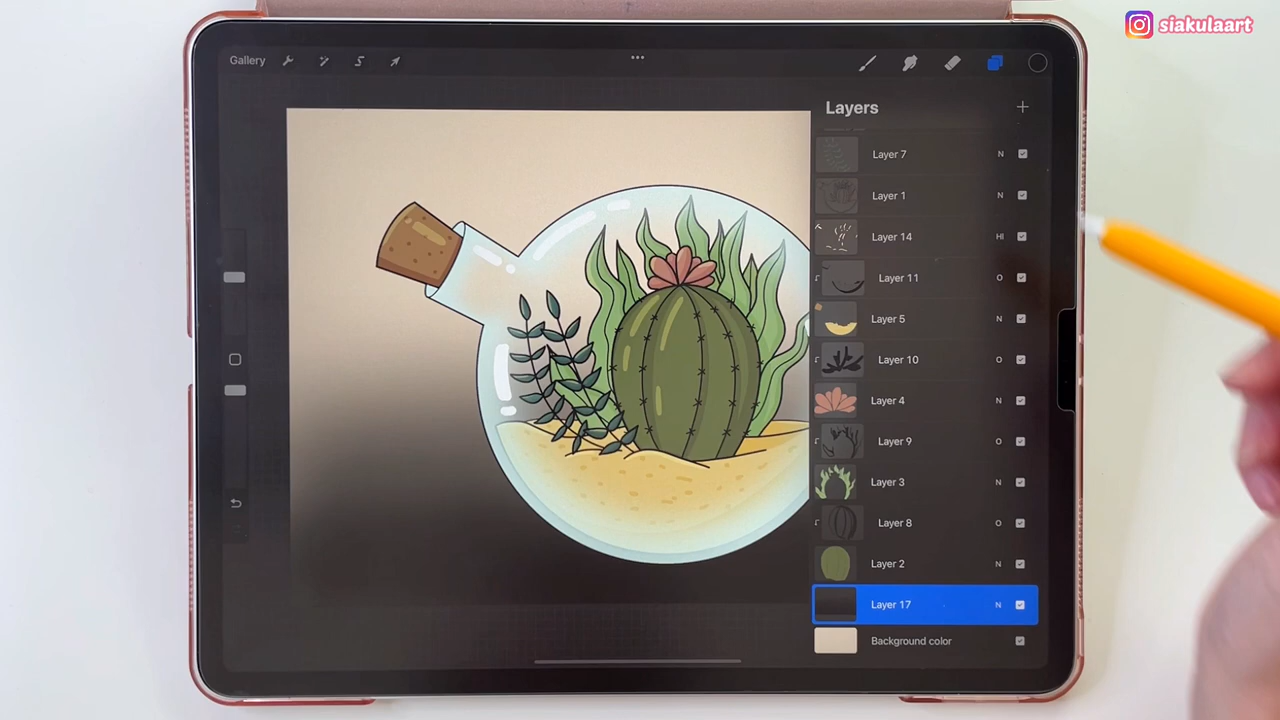 siakulaart
Gallery
Layers
Layer 7 N
Layer 1 N
Layer 14 HI
Layer 11 O
Layer 5 N
Layer 10 O
Layer 4 N
Layer 9 O
Layer 3 N
Layer 8 O
Layer 2 N
Layer 17 N
Background color